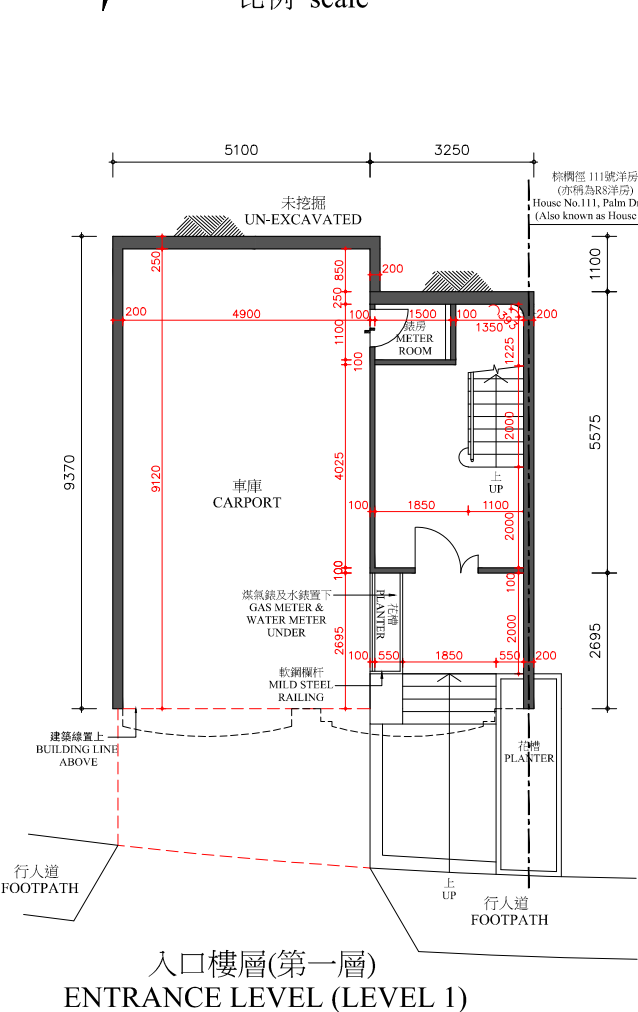 比例 scale
5100
3250
棕櫚徑 111號洋房
(亦稱為R8洋房)
House No.111, Palm Dr
(Also known as House
未挖掘
UN-EXCAVATED
250
850
200
1100
250
200
4900
100
1500
100
393
1350
200
1100
錶房
METER
ROOM
1225
100
9370
9120
4025
車庫
CARPORT
2000
5575
上
UP
100
1850
1100
2000
100
100
煤氣錶及水錶置下
GAS METER &
WATER METER
UNDER
花槽
PLANTER
2695
2000
2695
100
550
1850
550
200
軟鋼欄杆
MILD STEEL
RAILING
建築線置上
BUILDING LINE
ABOVE
花槽
PLANTER
行人道
FOOTPATH
上
UP
行人道
FOOTPATH
入口樓層(第一層)
ENTRANCE LEVEL (LEVEL 1)